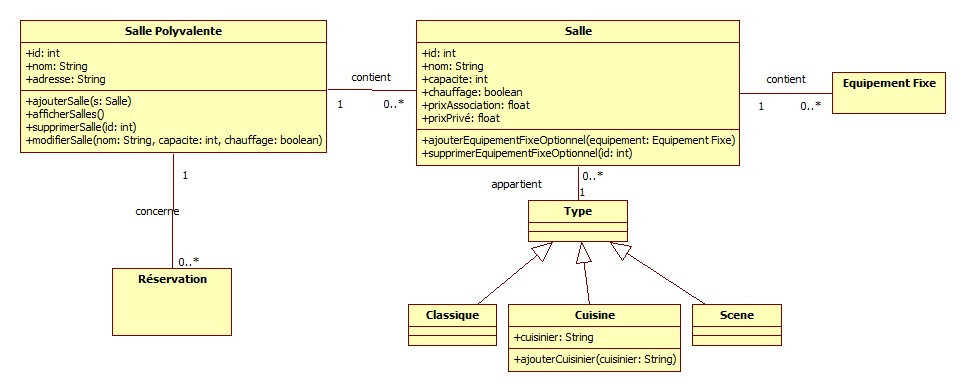 Salle Polyvalente
+id: int
+nom: String
+adresse: String
+ajouterSalle(s: Salle)
+afficherSalles()
+supprimerSalle(id: int)
+modifierSalle(nom: String, capacite: int, chauffage: boolean)
contient
1
0..*
Salle
+id: int
+nom: String
+capacite: int
+chauffage: boolean
+prixAssociation: float
+prixPrivé: float
+ajouterEquipementFixeOptionnel(equipement: Equipement Fixe)
+supprimerEquipementFixeOptionnel(id: int)
contient
1
0..*
Equipement Fixe
1
concerne
0..*
Réservation
0..*
appartient
1
Type
Classique
Cuisine
+cuisinier: String
+ajouterCuisinier(cuisinier: String)
Scene